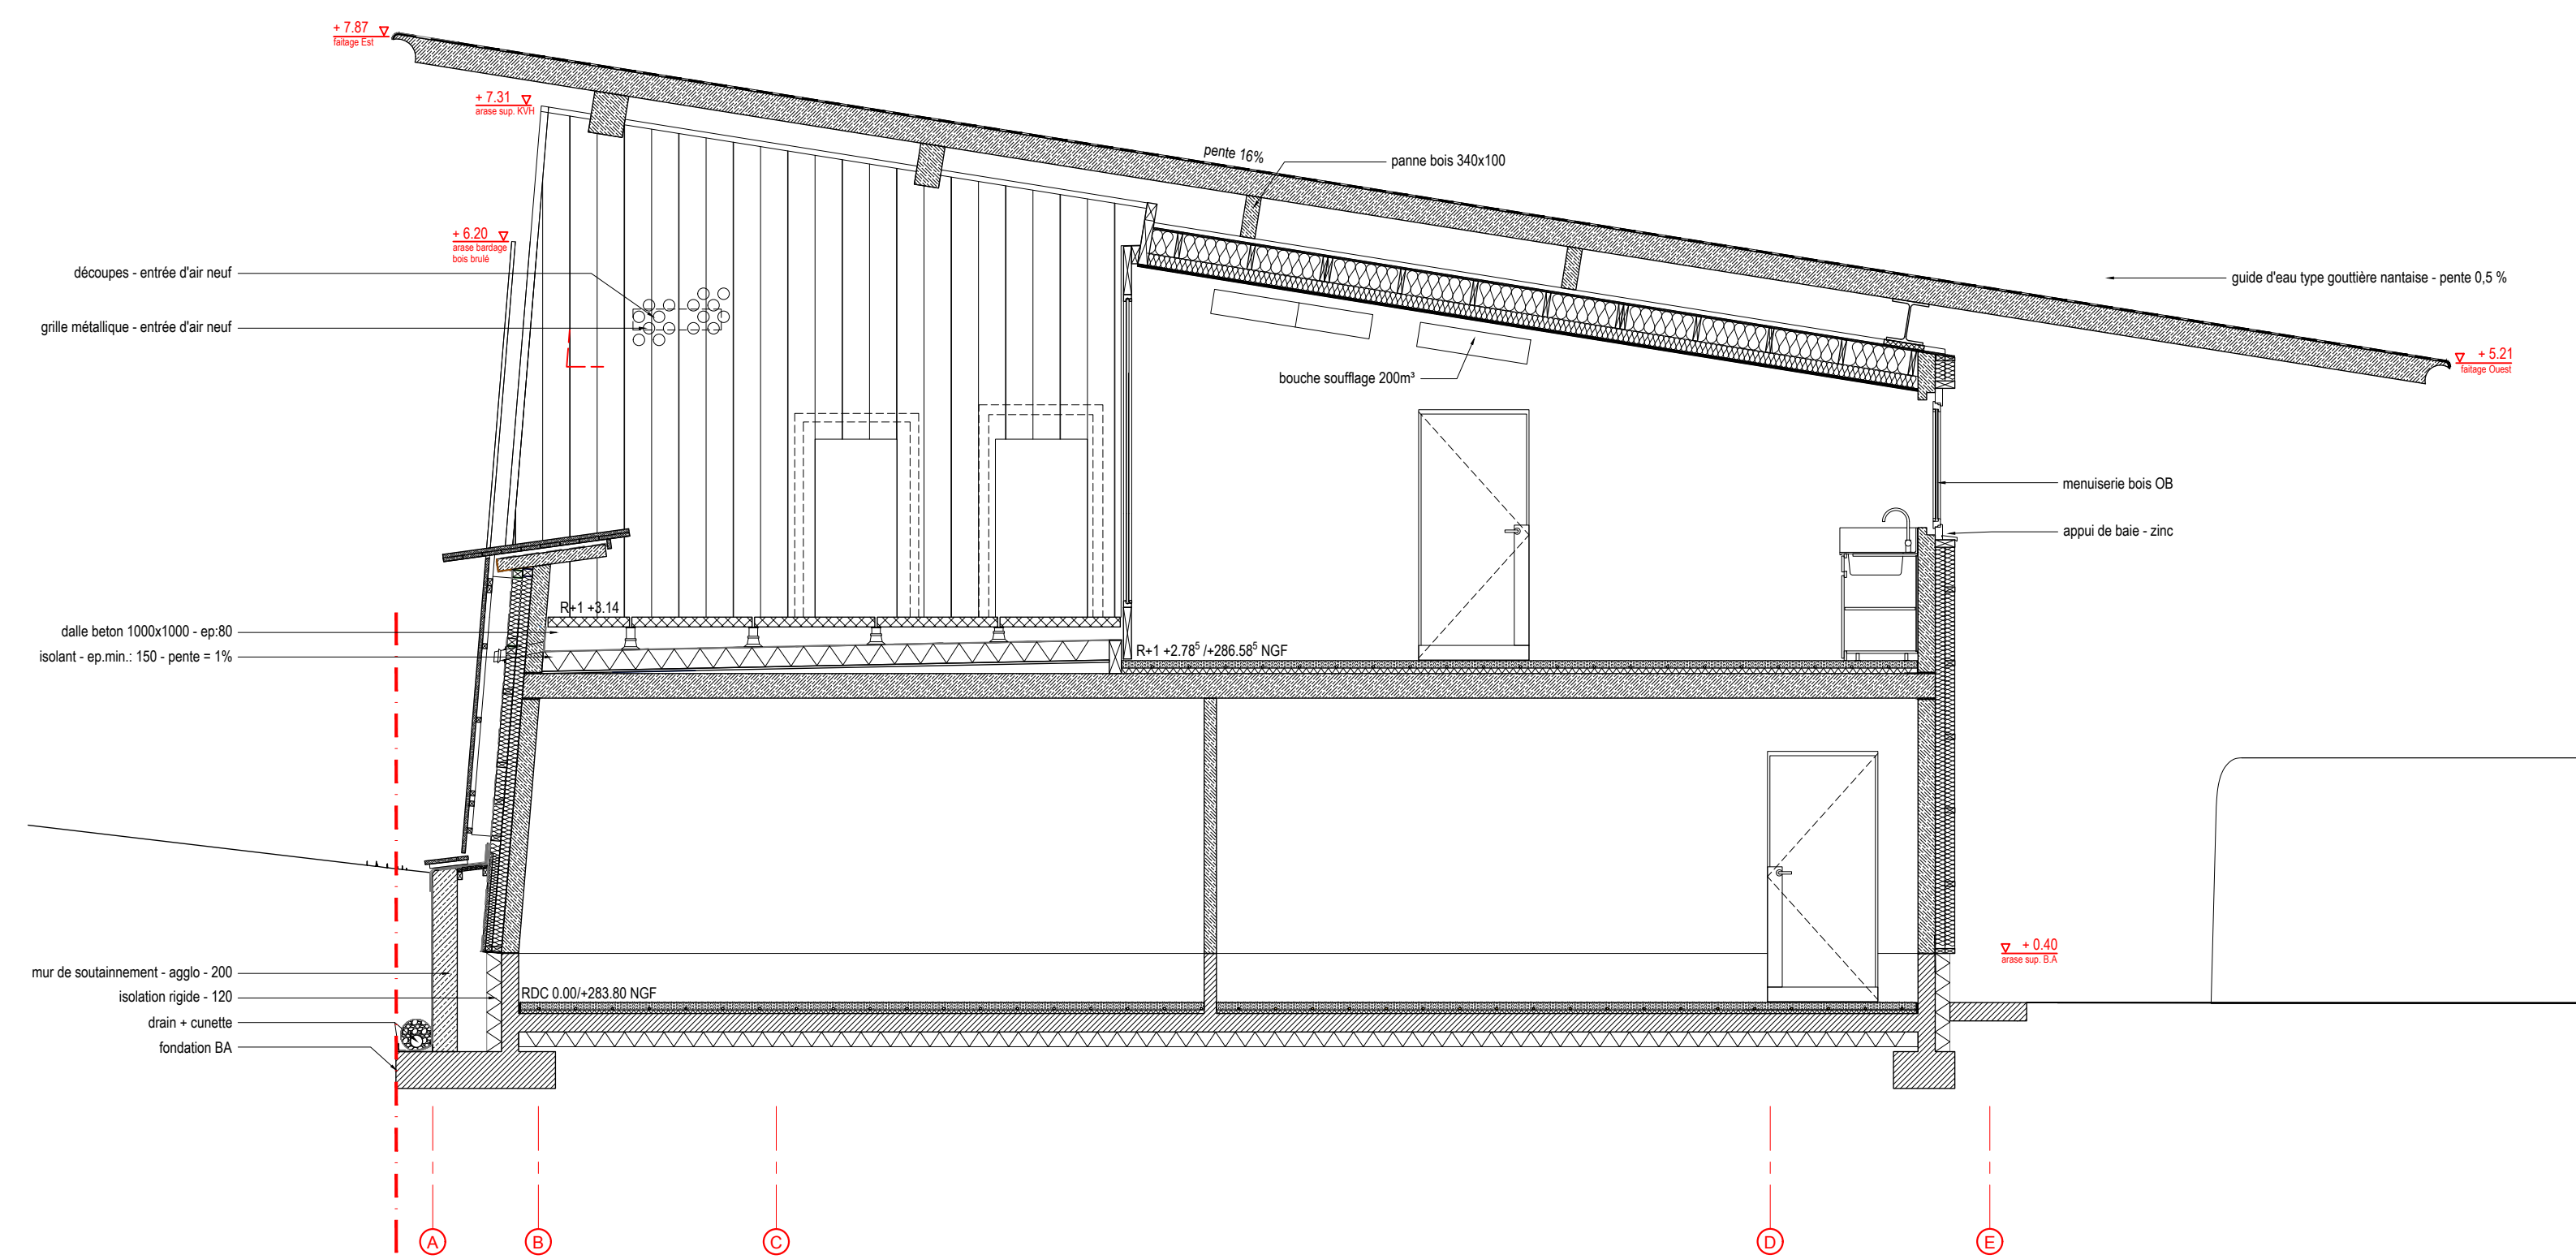 + 7.87
faitage Est
+ 7.31
arase sup. KVH
pente 16%
panne bois 340x100
+ 6.20
arase bardage
bois brulé
découpes - entrée d'air neuf
guide d'eau type gouttière nantaise - pente 0,5 %
grille métallique - entrée d'air neuf
+ 5.21
faitage Ouest
bouche soufflage 200m³
menuiserie bois OB
appui de baie - zinc
R+1 +3.14
dalle beton 1000x1000 - ep:80
isolant - ep.min.: 150 - pente = 1%
R+1 +2.78⁵ /+286.58⁵ NGF
+ 0.40
arase sup. B.A
mur de soutainnement - agglo - 200
isolation rigide - 120
RDC 0.00/+283.80 NGF
drain + cunette
fondation BA
A
B
C
D
E